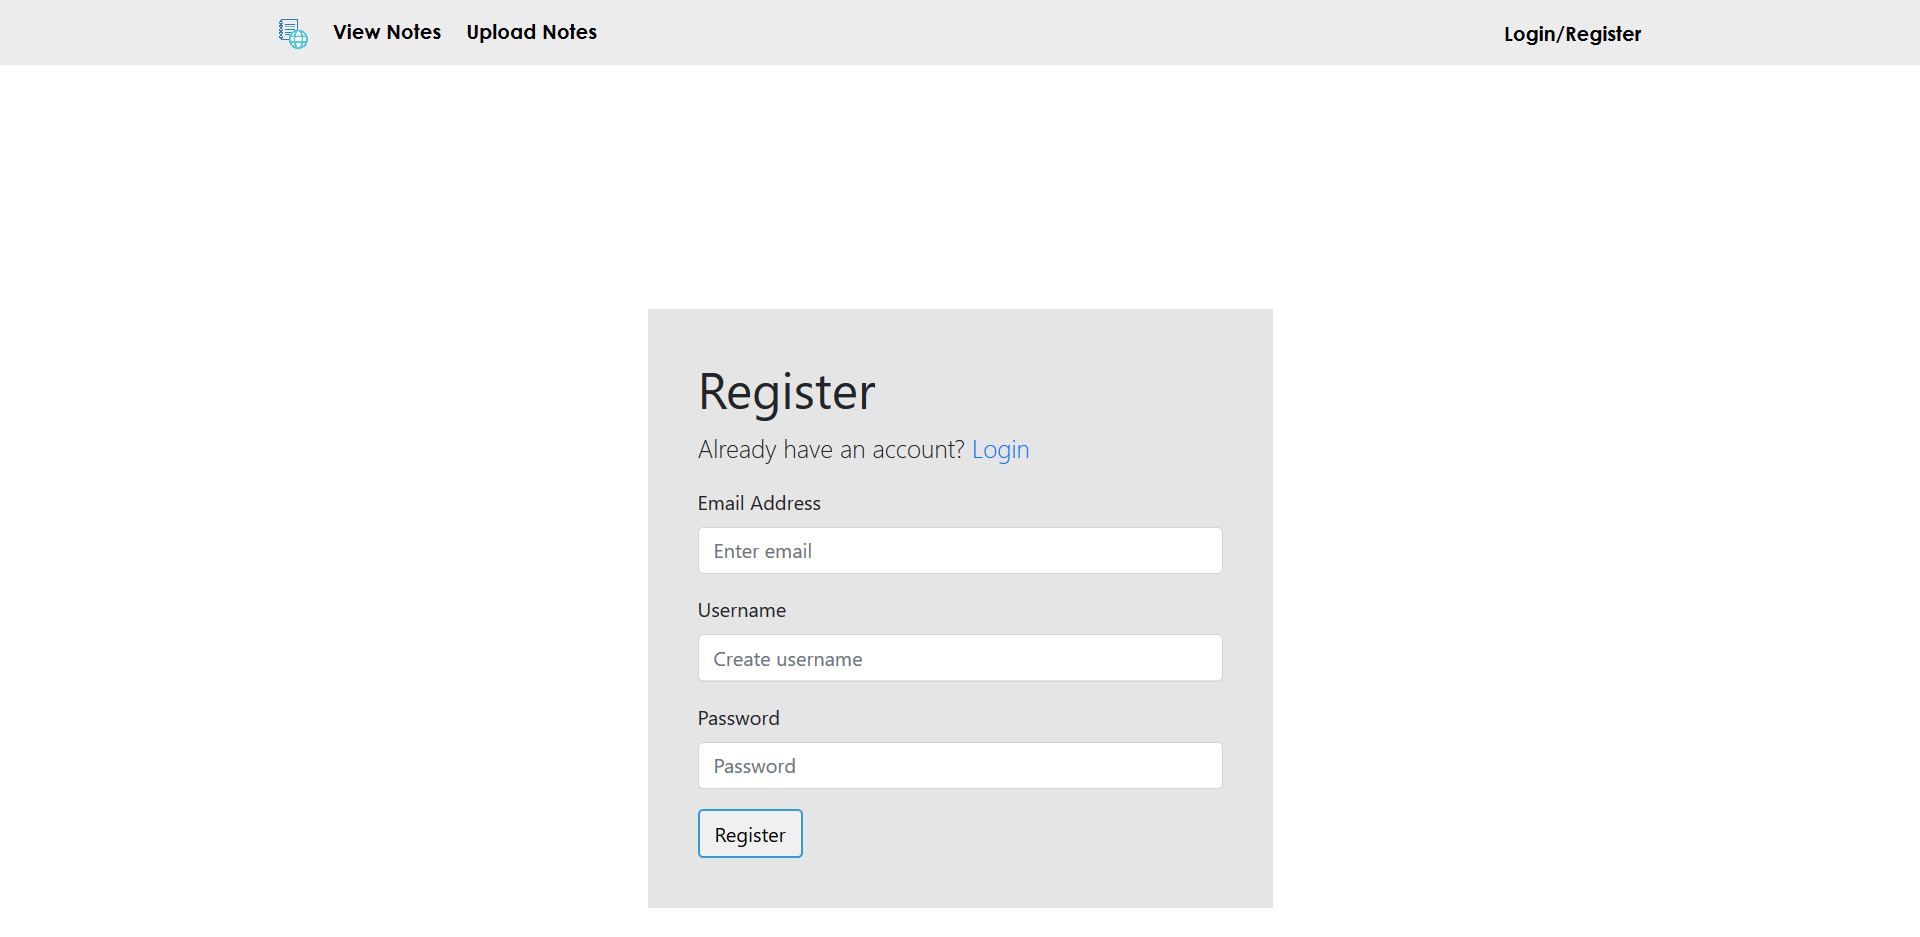 View Notes Upload Notes Login/Register
Register
Already have an account? Login
Email Address
Enter email
Username
Create username
Password
Password
Register